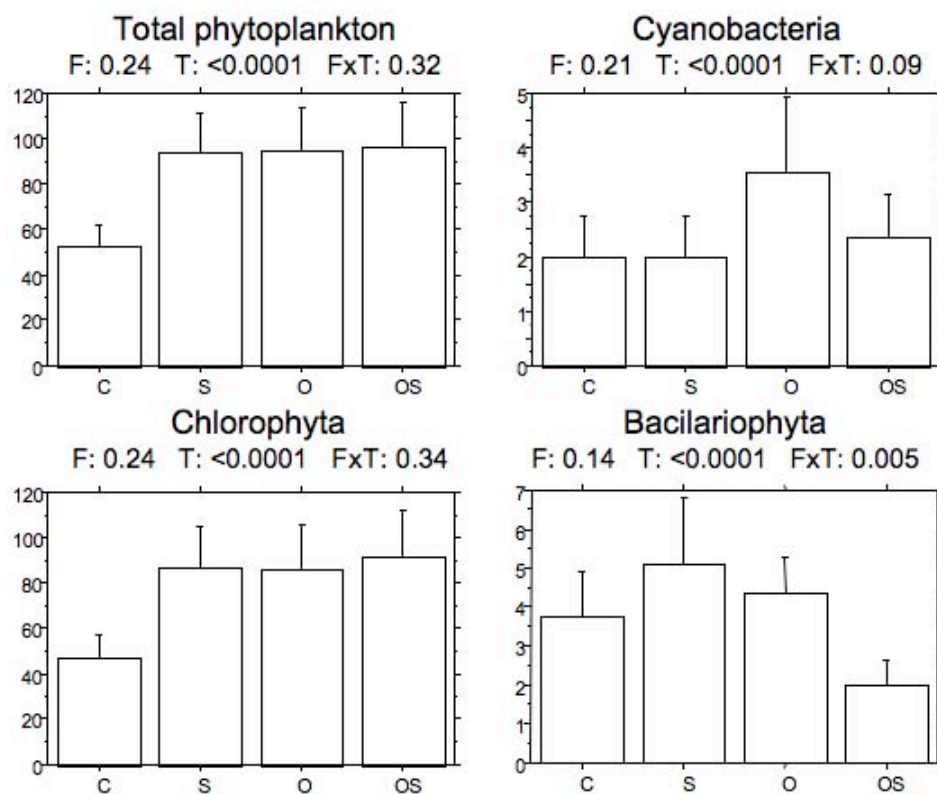 Total phytoplankton
F: 0.24 T: <0.0001 FxT: 0.32
120
100
80
60
40
20
0
C S O OS
Cyanobacteria
F: 0.21 T: <0.0001 FxT: 0.09
5
4
3
2
1
0
C S O OS
Chlorophyta
F: 0.24 T: <0.0001 FxT: 0.34
120
100
80
60
40
20
0
C S O OS
Bacilariophyta
F: 0.14 T: <0.0001 FxT: 0.005
7
6
5
4
3
2
1
0
C S O OS